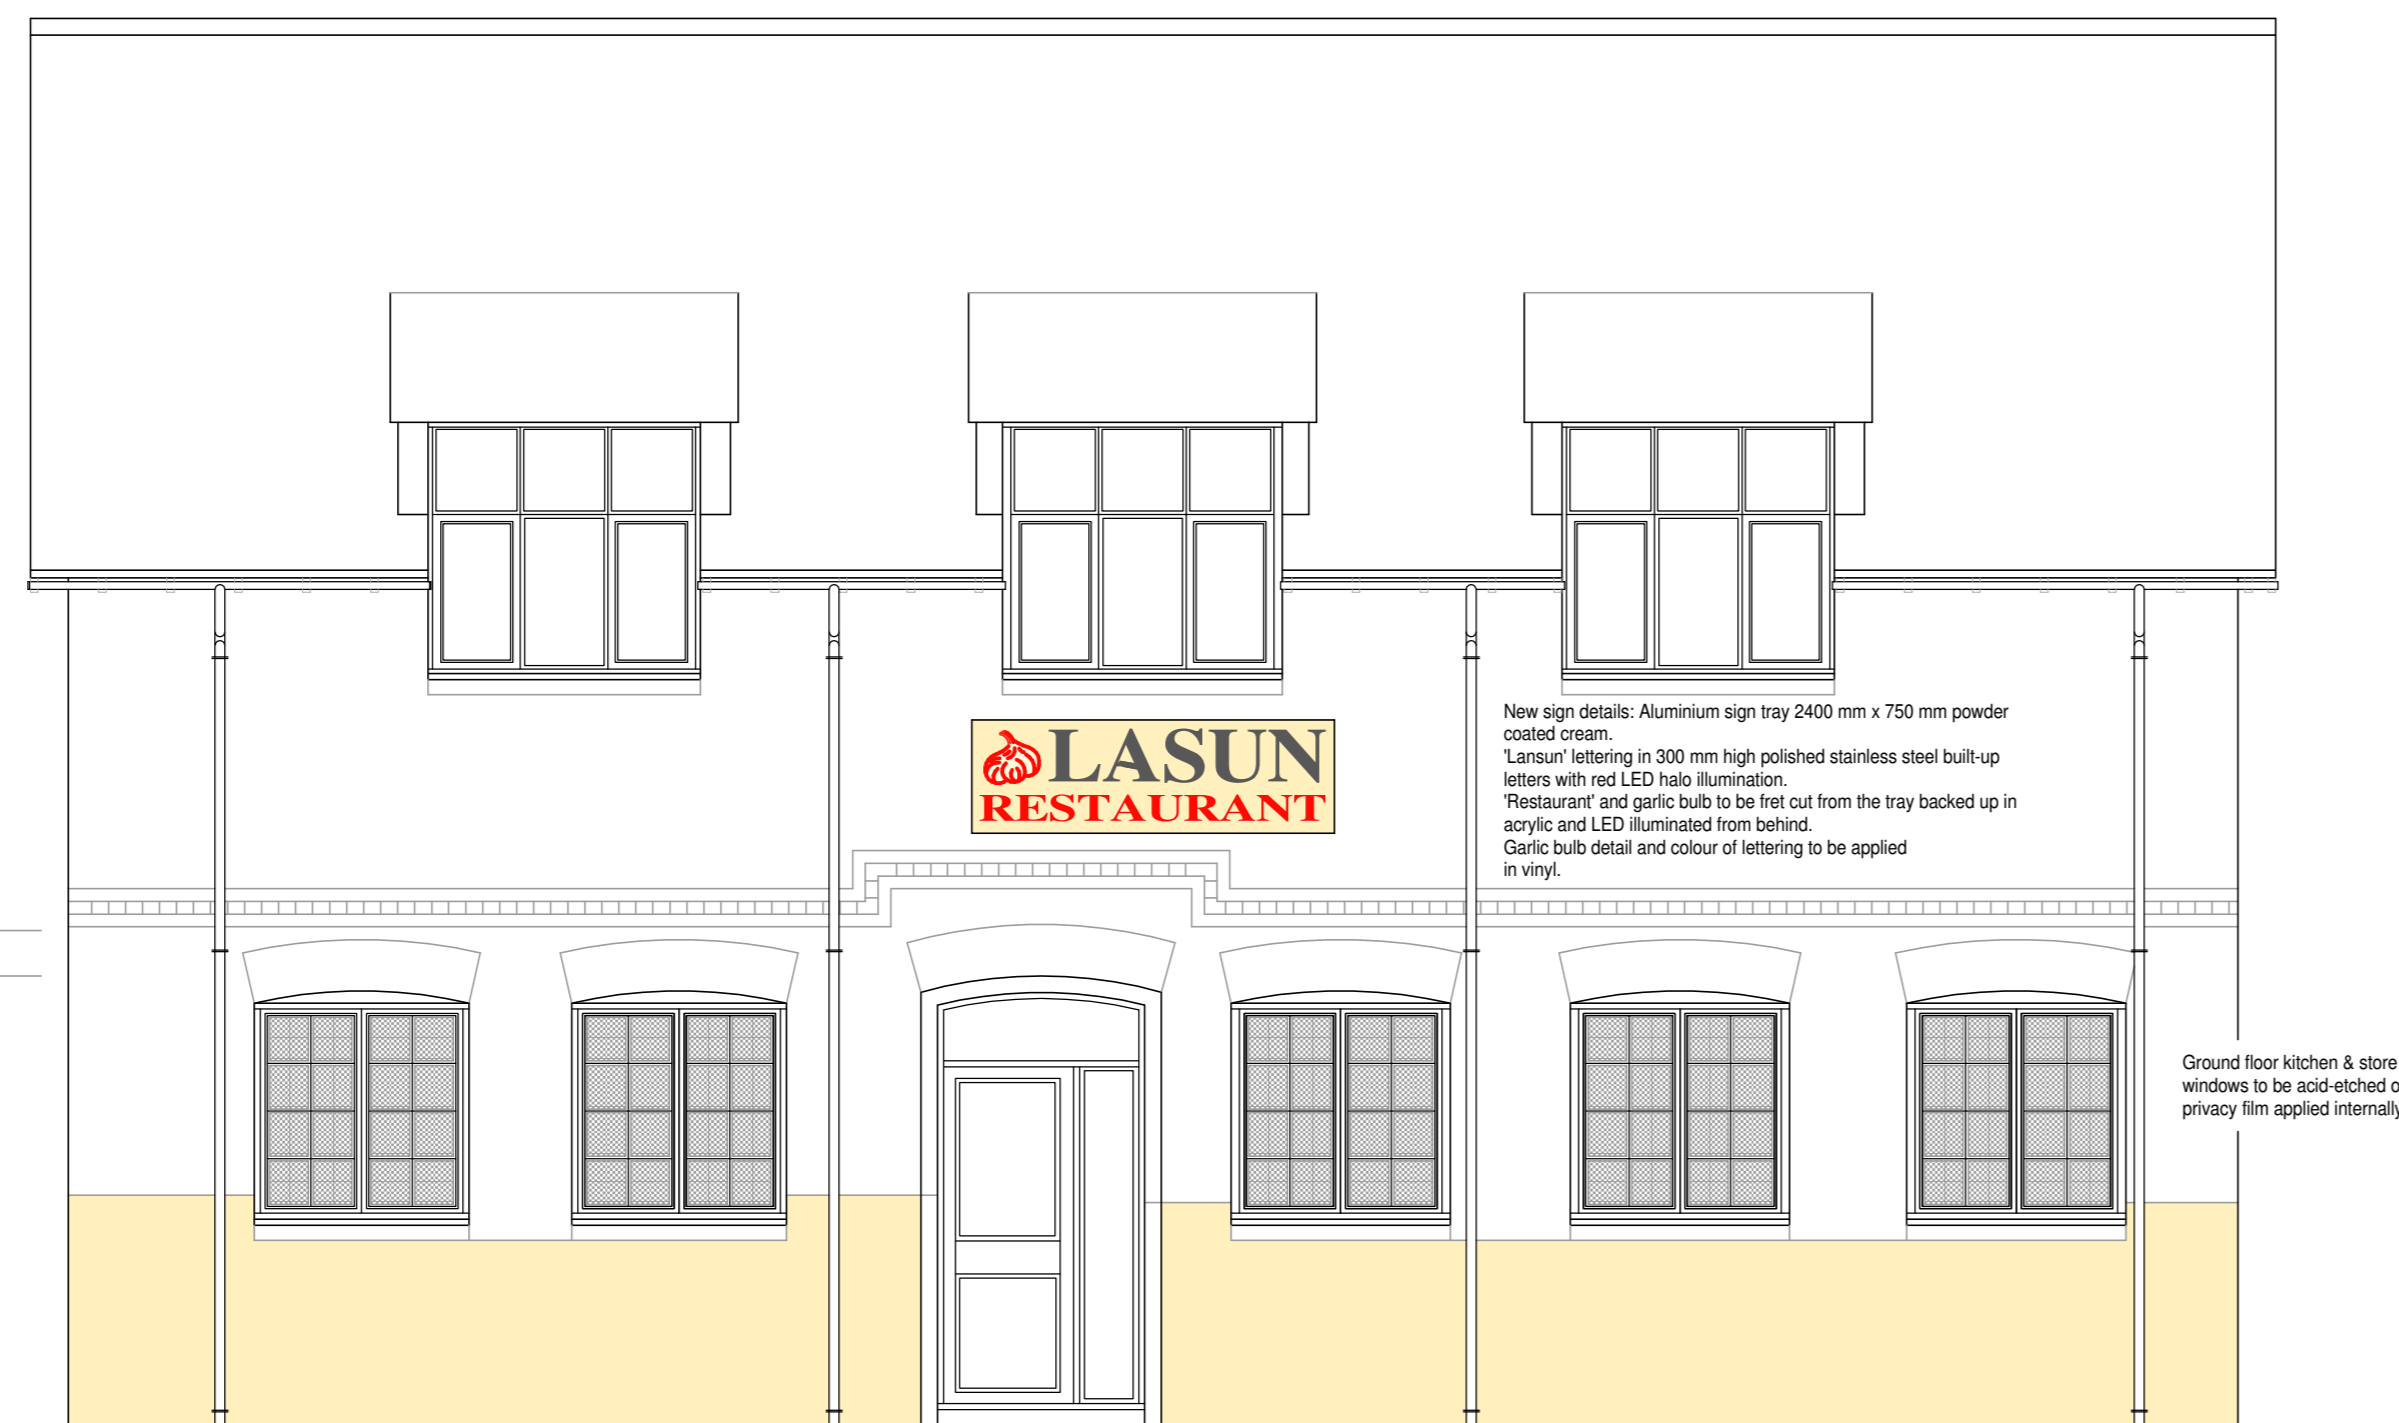 LASUN
RESTAURANT
New sign details: Aluminium sign tray 2400 mm x 750 mm powder
coated cream.
'Lansun' lettering in 300 mm high polished stainless steel built-up
letters with red LED halo illumination.
'Restaurant' and garlic bulb to be fret cut from the tray backed up in
acrylic and LED illuminated from behind.
Garlic bulb detail and colour of lettering to be applied
in vinyl.
Ground floor kitchen & store
windows to be acid-etched
privacy film applied internally